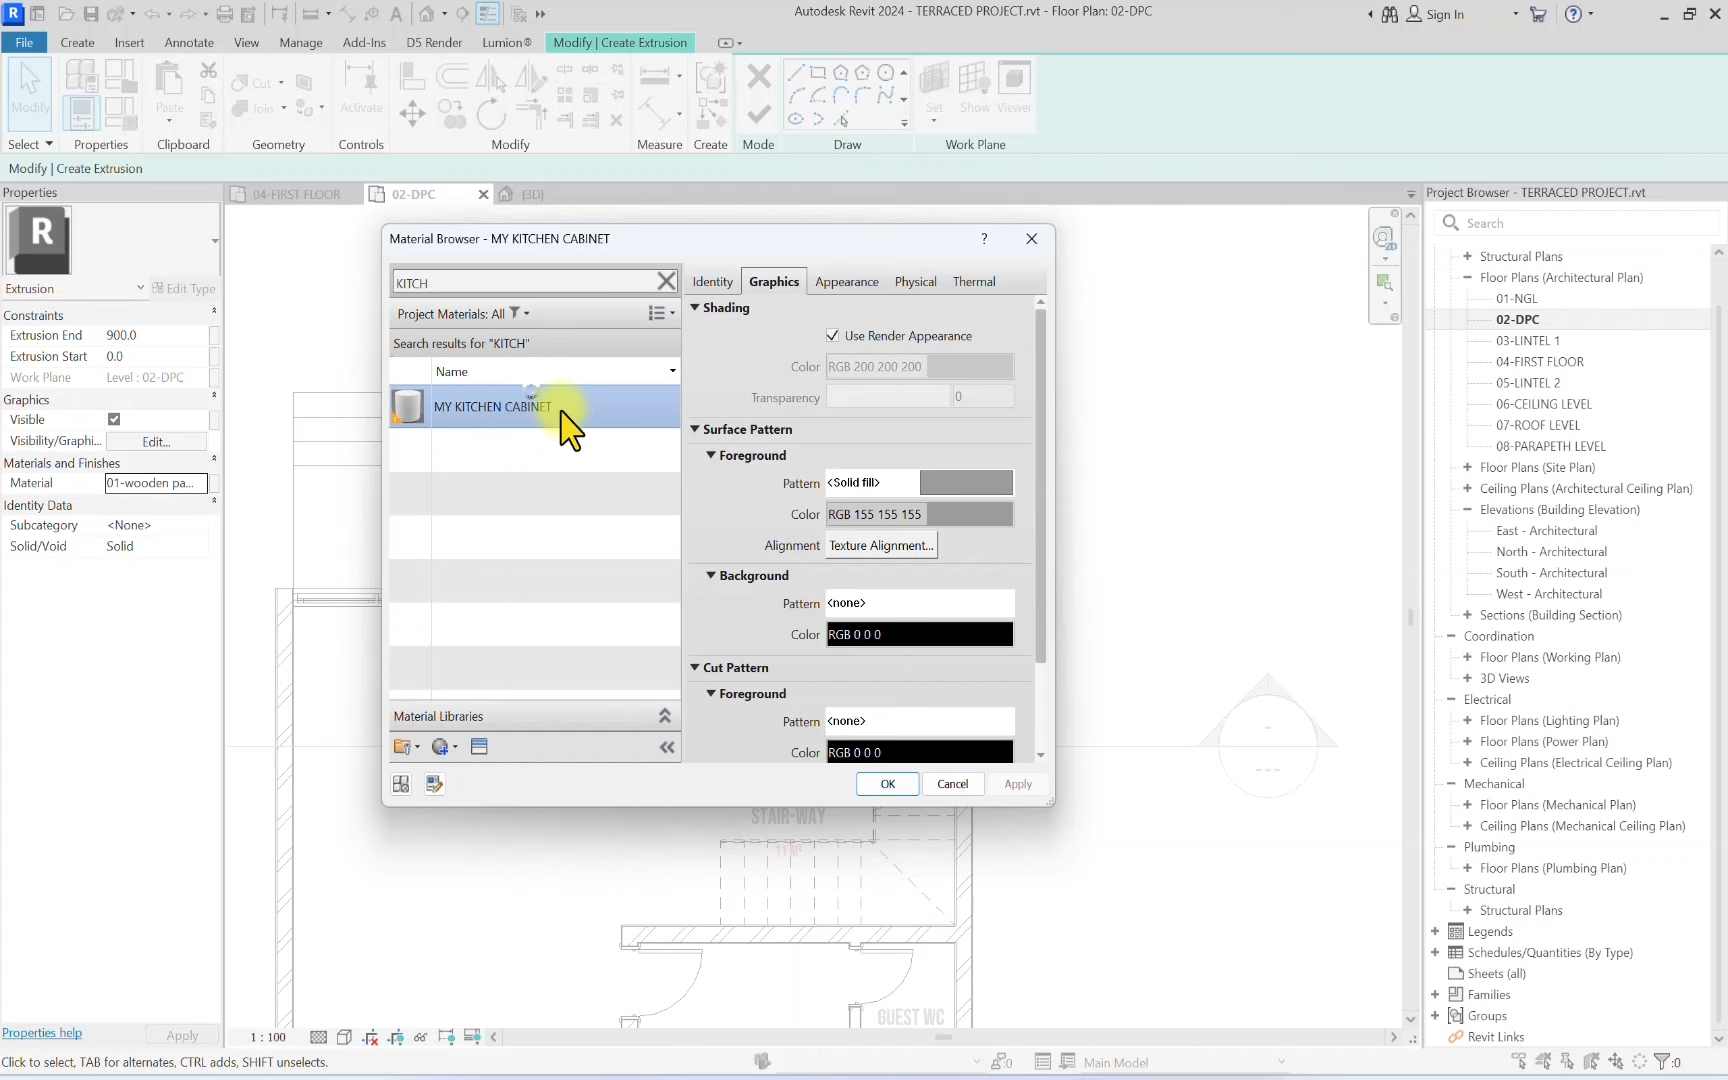 Autodesk Revit 2024 - TERRACED PROJECT.rvt - Floor Plan: 02-DPC
Sign In
File Create Insert Annotate View Manage Add-Ins D5 Render Lumion® Modify | Create Extrusion
Modify Paste Cut Join Activate Set Show Viewer
Select Properties Clipboard Geometry Controls Modify Measure Create Mode Draw Work Plane
Modify | Create Extrusion
Properties
04-FIRST FLOOR
02-DPC
{3D}
Project Browser - TERRACED PROJECT.rvt
R
Extrusion
Edit Type
Constraints
Extrusion End 900.0
Extrusion Start 0.0
Work Plane Level : 02-DPC
Graphics
Visible
Visibility/Graphi... Edit...
Materials and Finishes
Material 01-wooden pa...
Identity Data
Subcategory <None>
Solid/Void Solid
Properties help
Apply
Material Browser - MY KITCHEN CABINET
?
KITCH
Project Materials: All
Search results for "KITCH"
Name
MY KITCHEN CABINET
Material Libraries
Identity Graphics Appearance Physical Thermal
Shading
Use Render Appearance
Color RGB 200 200 200
Transparency 0
Surface Pattern
Foreground
Pattern <Solid fill>
Color RGB 155 155 155
Alignment Texture Alignment...
Background
Pattern <none>
Color RGB 0 0 0
Cut Pattern
Foreground
Pattern <none>
Color RGB 0 0 0
OK Cancel Apply
STAIR-WAY
11 M²
GUEST WC
Search
Structural Plans
Floor Plans (Architectural Plan)
01-NGL
02-DPC
03-LINTEL 1
04-FIRST FLOOR
05-LINTEL 2
06-CEILING LEVEL
07-ROOF LEVEL
08-PARAPETH LEVEL
Floor Plans (Site Plan)
Ceiling Plans (Architectural Ceiling Plan)
Elevations (Building Elevation)
East - Architectural
North - Architectural
South - Architectural
West - Architectural
Sections (Building Section)
Coordination
Floor Plans (Working Plan)
3D Views
Electrical
Floor Plans (Lighting Plan)
Floor Plans (Power Plan)
Ceiling Plans (Electrical Ceiling Plan)
Mechanical
Floor Plans (Mechanical Plan)
Ceiling Plans (Mechanical Ceiling Plan)
Plumbing
Floor Plans (Plumbing Plan)
Structural
Structural Plans
Legends
Schedules/Quantities (By Type)
Sheets (all)
Families
Groups
Revit Links
1 : 100
Click to select, TAB for alternates, CTRL adds, SHIFT unselects.
:0
Main Model
:0